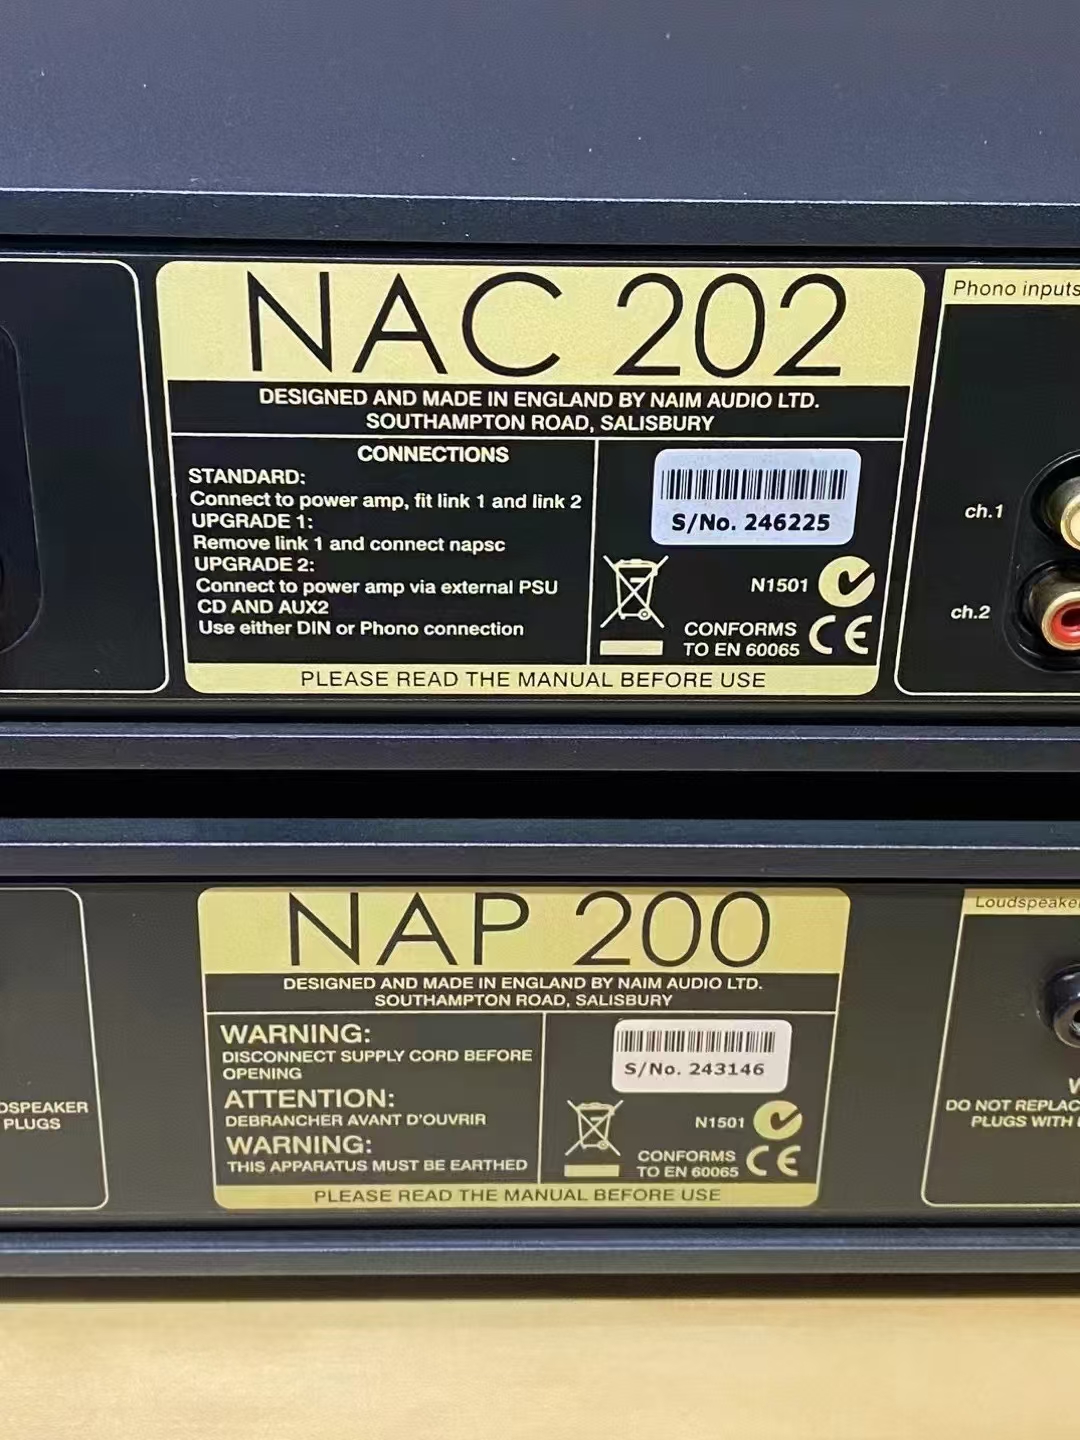 NAC 202
DESIGNED AND MADE IN ENGLAND BY NAIM AUDIO LTD.
SOUTHAMPTON ROAD, SALISBURY
CONNECTIONS
STANDARD:
Connect to power amp, fit link 1 and link 2
UPGRADE 1:
Remove link 1 and connect napsc
UPGRADE 2:
Connect to power amp via external PSU
CD AND AUX2
Use either DIN or Phono connection
S/No. 246225
N1501
CONFORMS
TO EN 60065
CE
PLEASE READ THE MANUAL BEFORE USE
Phono inputs
ch.1
ch.2
NAP 200
DESIGNED AND MADE IN ENGLAND BY NAIM AUDIO LTD.
SOUTHAMPTON ROAD, SALISBURY
WARNING:
DISCONNECT SUPPLY CORD BEFORE
OPENING
ATTENTION:
DEBRANCHER AVANT D'OUVRIR
WARNING:
THIS APPARATUS MUST BE EARTHED
S/No. 243146
N1501
CONFORMS
TO EN 60065
CE
PLEASE READ THE MANUAL BEFORE USE
PLUGS
Loudspeaker
DO NOT REPLAC
PLUGS WITH